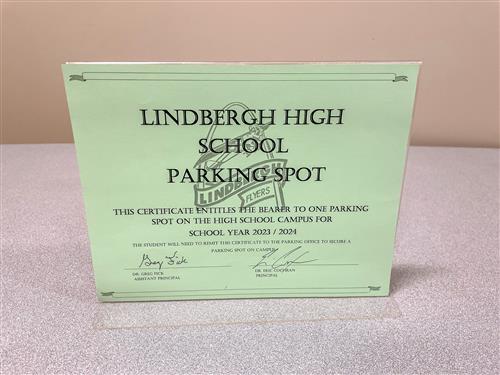 LINDBERGH HIGH
SCHOOL
PARKING SPOT
LINDBERGH
FLYERS
THIS CERTIFICATE ENTITLES THE BEARER TO ONE PARKING
SPOT ON THE HIGH SCHOOL CAMPUS FOR
SCHOOL YEAR 2023 / 2024
THE STUDENT WILL NEED TO REMIT THIS CERTIFICATE TO THE PARKING OFFICE TO SECURE A
PARKING SPOT ON CAMPUS
DR. GREG FICK
ASSISTANT PRINCIPAL
DR. ERIC COCHRAN
PRINCIPAL